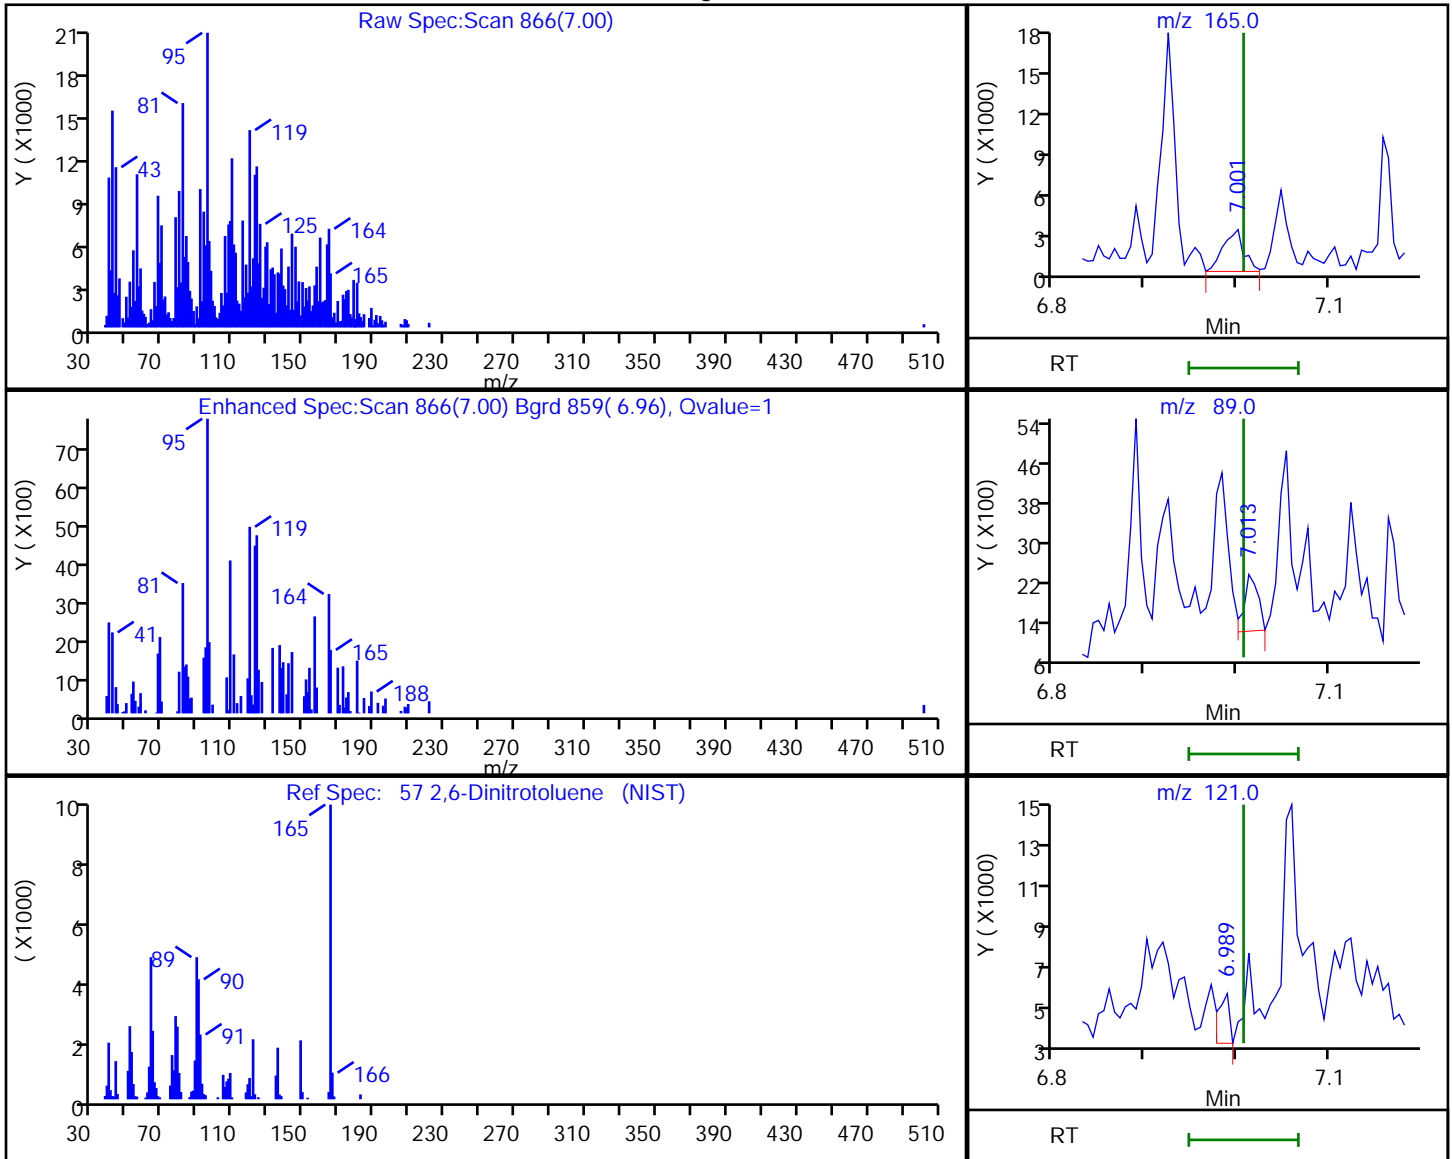 Raw Spec:Scan 866(7.00)
Y ( X1000)
21
18
15
12
9
6
3
0
95
81
43
119
125
164
165
30 70 110 150 190 230 270 310 350 390 430 470 510
m/z
m/z 165.0
Y ( X1000)
18
15
12
9
6
3
0
7.001
6.8 7.1
Min
RT
Enhanced Spec:Scan 866(7.00) Bgrd 859( 6.96), Qvalue=1
Y ( X100)
70
60
50
40
30
20
10
0
95
119
81
164
41
165
188
30 70 110 150 190 230 270 310 350 390 430 470 510
m/z
m/z 89.0
Y ( X100)
54
46
38
30
22
14
6
7.013
6.8 7.1
Min
RT
Ref Spec: 57 2,6-Dinitrotoluene (NIST)
( X1000)
10
8
6
4
2
0
165
89
90
91
166
30 70 110 150 190 230 270 310 350 390 430 470 510
m/z 121.0
Y ( X1000)
15
13
11
9
7
5
3
6.989
6.8 7.1
Min
RT